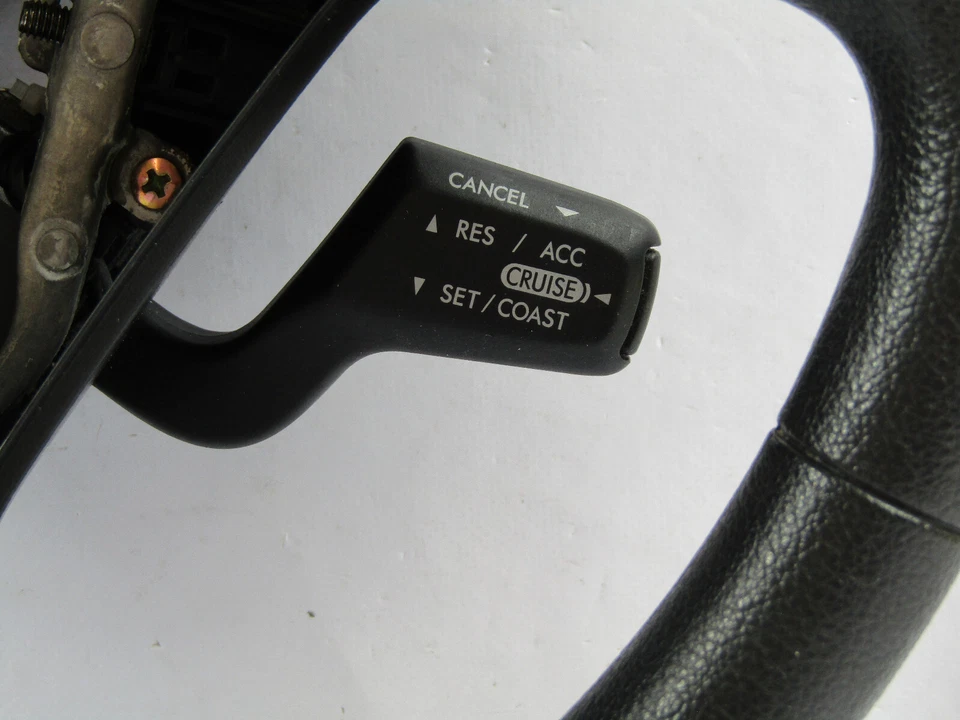 CANCEL
RES / ACC
CRUISE
SET/COAST